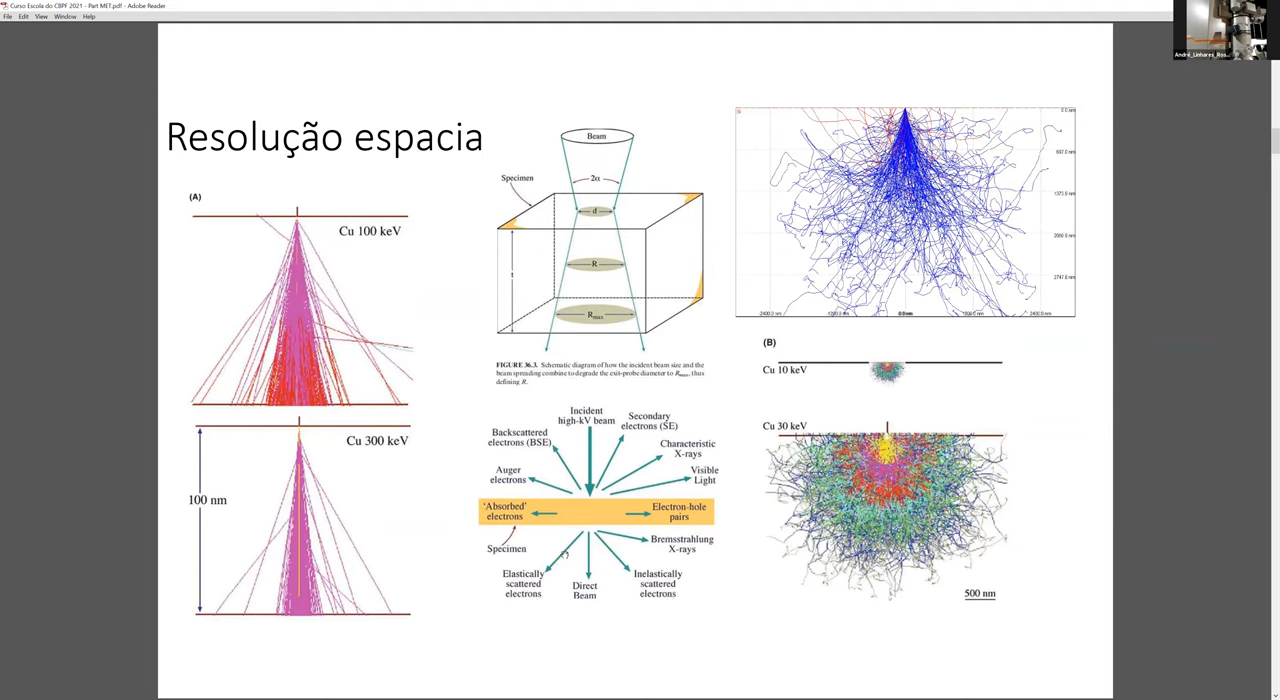 Curso Escola do CBPF 2021 - Part MET.pdf - Adobe Reader
File Edit View Window Help
Resolução espacia
(A)
Cu 100 keV
Cu 300 keV
100 nm
Beam
Specimen
2α
d
t
R
Rmax
FIGURE 36.3. Schematic diagram of how the incident beam size and the
beam spreading combine to degrade the exit-probe diameter to Rmax, thus
defining R.
Incident
high-kV beam
Secondary
electrons (SE)
Backscattered
electrons (BSE)
Characteristic
X-rays
Auger
electrons
Visible
Light
'Absorbed'
electrons
Electron-hole
pairs
Specimen
Bremsstrahlung
X-rays
Elastically
scattered
electrons
Direct
Beam
Inelastically
scattered
electrons
0.0 nm
(B)
Cu 10 keV
Cu 30 keV
500 nm